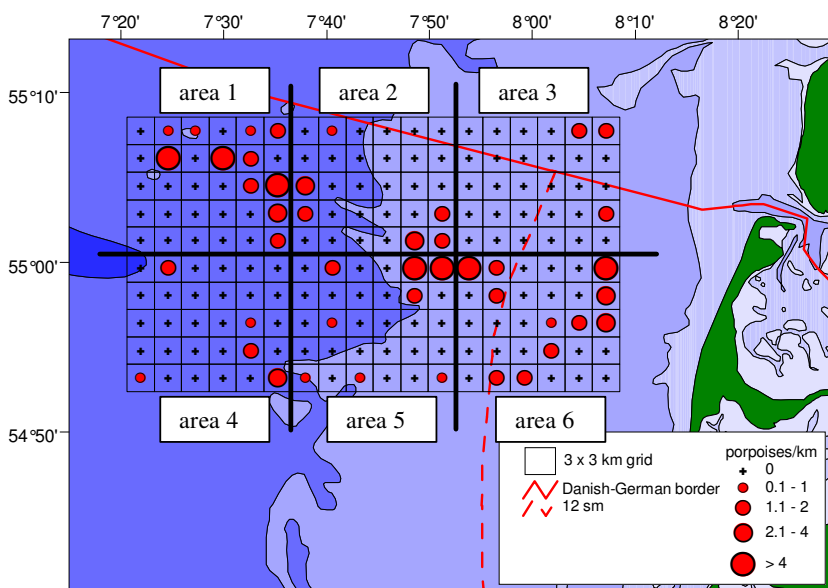 7°20' 7°30' 7°40' 7°50' 8°00' 8°10' 8°20'
55°10'
area 1 area 2 area 3
55°00'
54°50'
area 4 area 5 area 6
3 x 3 km grid
Danish-German border
12 sm
porpoises/km
0
0.1 - 1
1.1 - 2
2.1 - 4
> 4